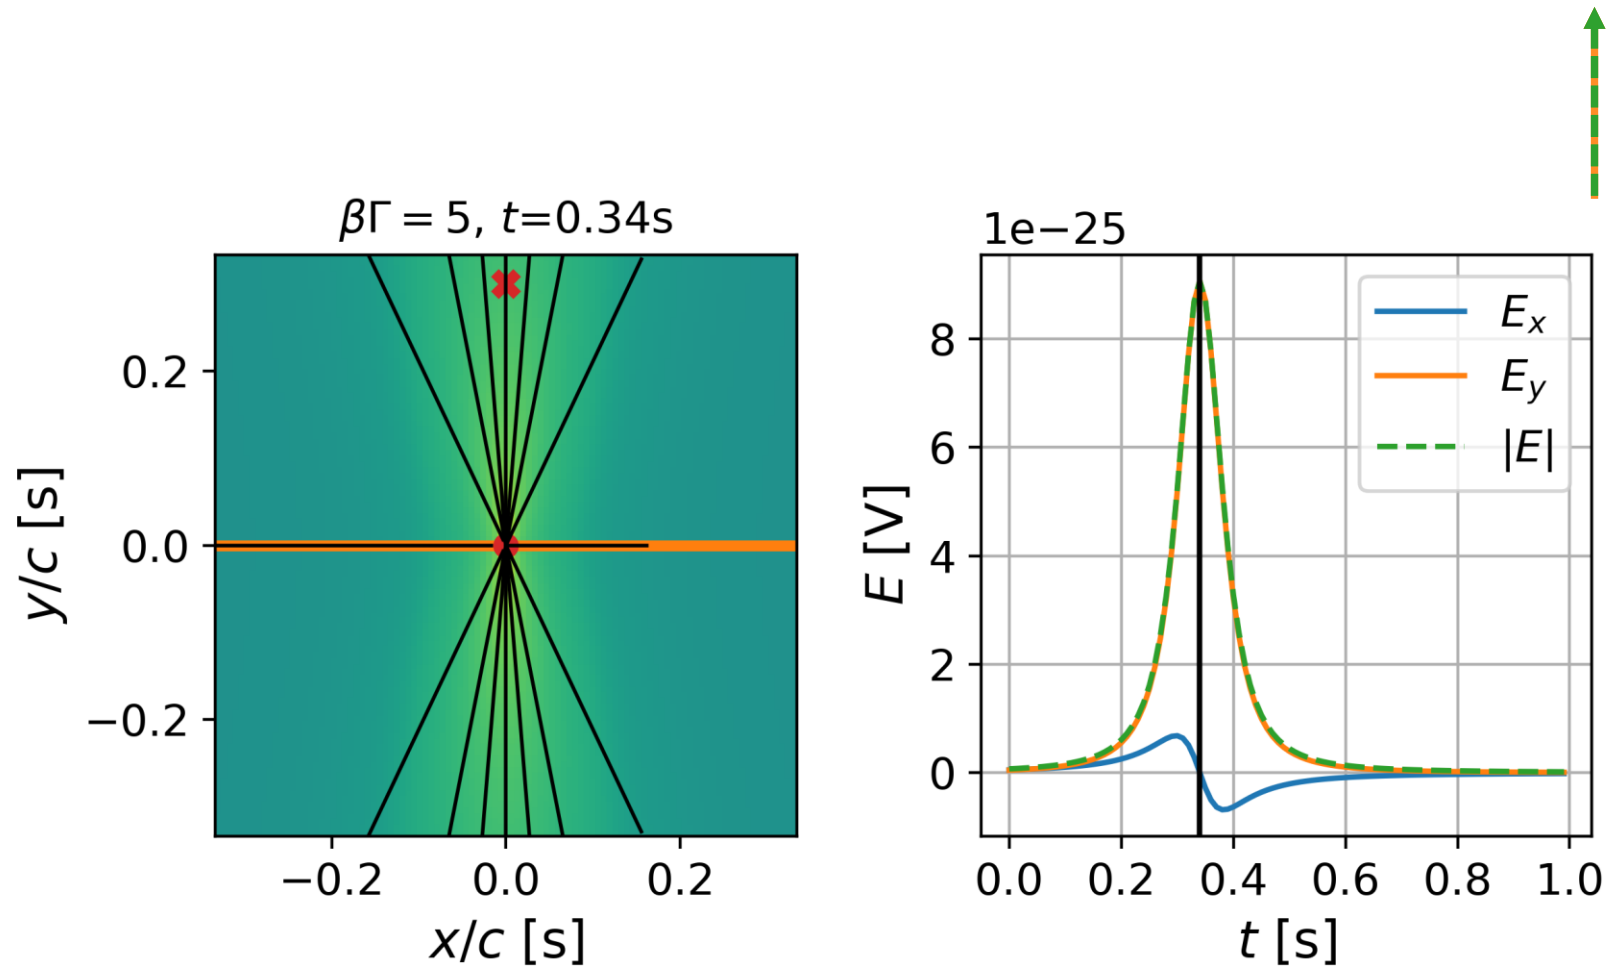 βΓ = 5, t=0.34s
0.2
0.0
−0.2
y/c [s]
−0.2 0.0 0.2
x/c [s]
1e−25
8
6
4
2
0
E [V]
E_x
E_y
|E|
0.0 0.2 0.4 0.6 0.8 1.0
t [s]